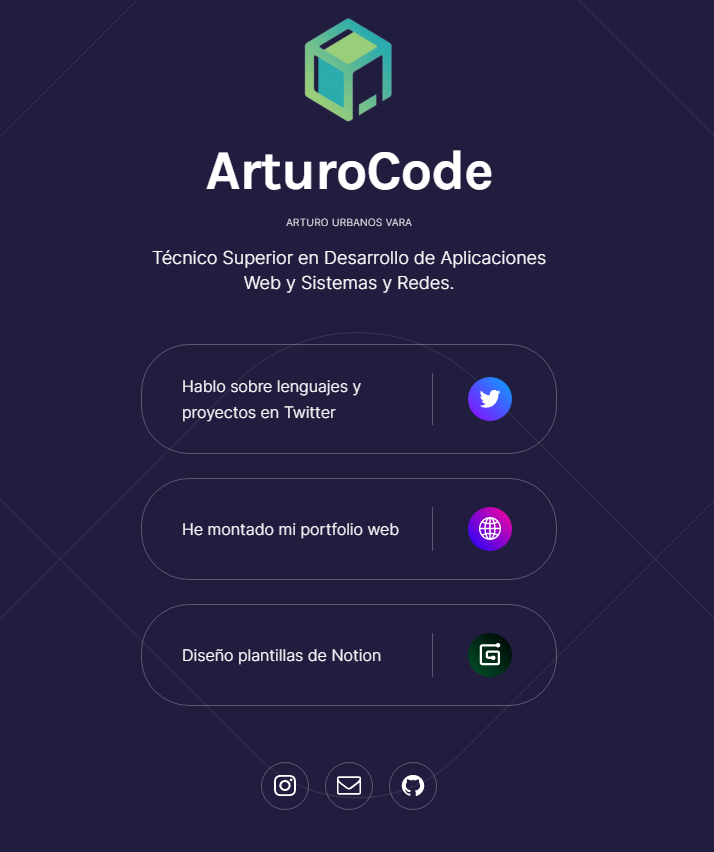 ArturoCode
ARTURO URBANOS VARA
Técnico Superior en Desarrollo de Aplicaciones
Web y Sistemas y Redes.
Hablo sobre lenguajes y
proyectos en Twitter
He montado mi portfolio web
Diseño plantillas de Notion